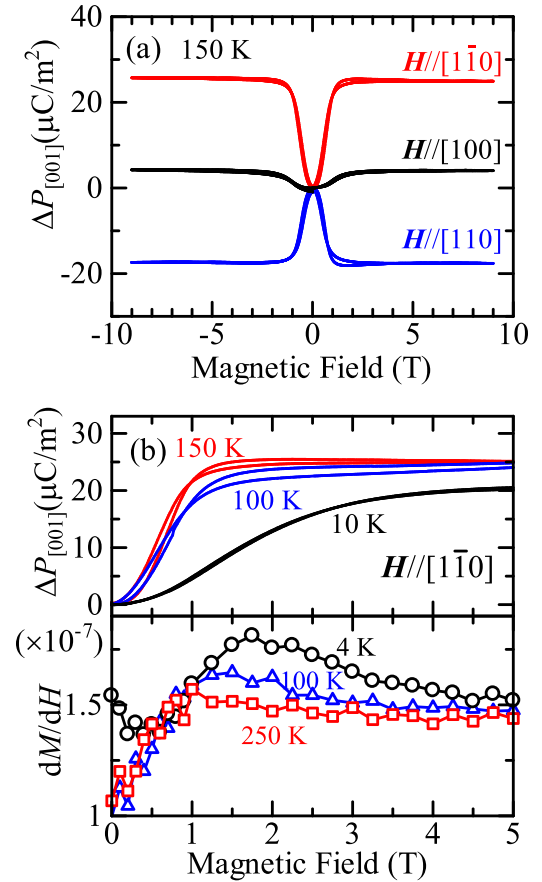 (a) 150 K
H//[11̄0]
H//[100]
H//[110]
ΔP[001](μC/m²)
40
20
0
-20
-10 -5 0 5 10
Magnetic Field (T)
(b)
150 K
100 K
10 K
H//[11̄0]
ΔP[001](μC/m²)
30
20
10
0
(×10⁻⁷)
4 K
100 K
250 K
dM/dH
1.5
1
0 1 2 3 4 5
Magnetic Field (T)